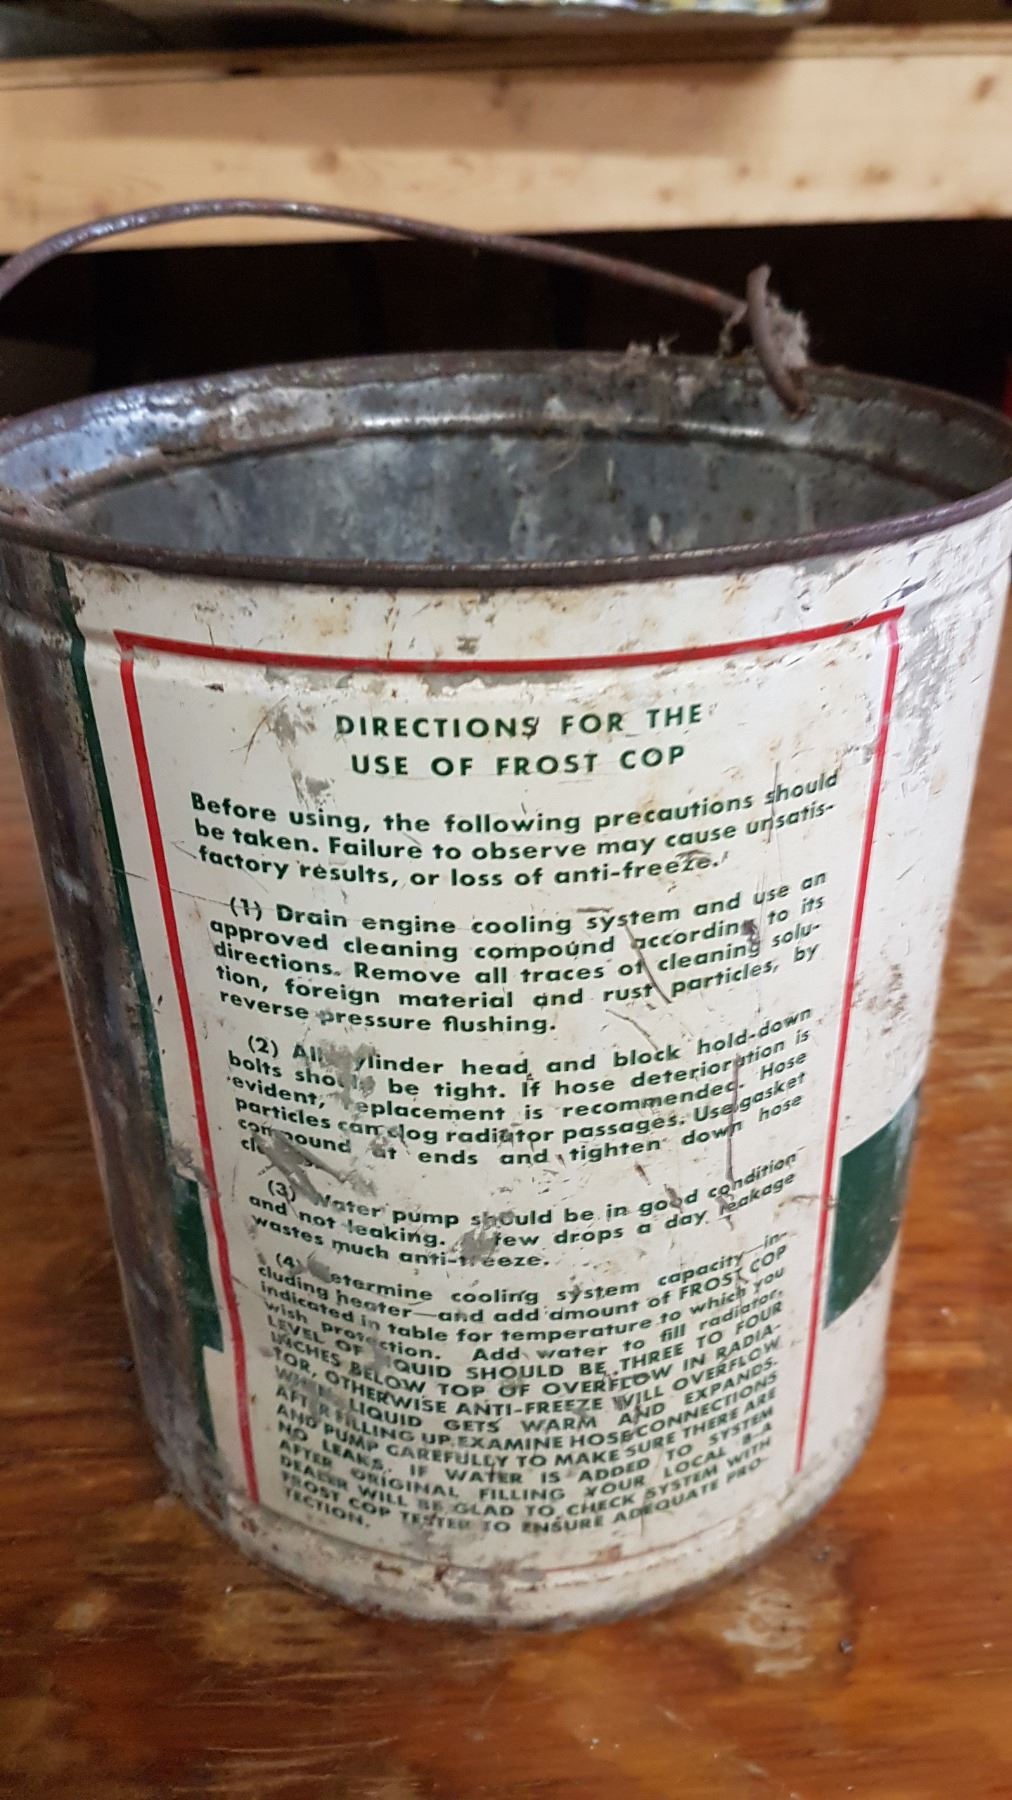 DIRECTIONS FOR THE
USE OF FROST COP
Before using, the following precautions should
be taken. Failure to observe may cause unsatis-
factory results, or loss of anti-freeze.
(1) Drain engine cooling system and use an
approved cleaning compound according to its
directions. Remove all traces of cleaning solu-
tion, foreign material and rust particles, by
reverse pressure flushing.
(2) All ylinder head and block hold-down
bolts should be tight. If hose deterioration is
evident, eplacement is recommended. Hose
particles can clog radiator passages. Use gasket
compound at ends and tighten down hose
(3) Water pump should be in good condition
and not leaking. few drops a day leakage
wastes much anti-freeze.
(4) etermine cooling system capacity—in-
cluding heater—and add amount of FROST COP
indicated in table for temperature to which you
wish protection. Add water to fill radiator.
LEVEL OF IQUID SHOULD BE THREE TO FOUR
INCHES BELOW TOP OF OVERFLOW IN RADIA-
TOR, OTHERWISE ANTI-FREEZE WILL OVERFLOW
WHEN LIQUID GETS WARM AND EXPANDS.
AFTER FILLING UP EXAMINE HOSE CONNECTIONS
AND PUMP CAREFULLY TO MAKE SURE THERE ARE
NO LEAKS. IF WATER IS ADDED TO SYSTEM
AFTER ORIGINAL FILLING YOUR LOCAL B-A
DEALER WILL BE GLAD TO CHECK SYSTEM WITH
FROST COP TESTER TO ENSURE ADEQUATE PRO-
TECTION.